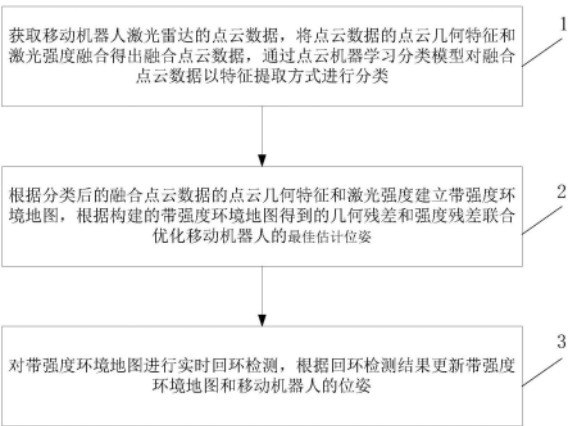 获取移动机器人激光雷达的点云数据，将点云数据的点云几何特征和
激光强度融合得出融合点云数据，通过点云机器学习分类模型对融合
点云数据以特征提取方式进行分类
1
根据分类后的融合点云数据的点云几何特征和激光强度建立带强度环
境地图，根据构建的带强度环境地图得到的几何残差和强度残差联合
优化移动机器人的最佳估计位姿
2
对带强度环境地图进行实时回环检测，根据回环检测结果更新带强度
环境地图和移动机器人的位姿
3